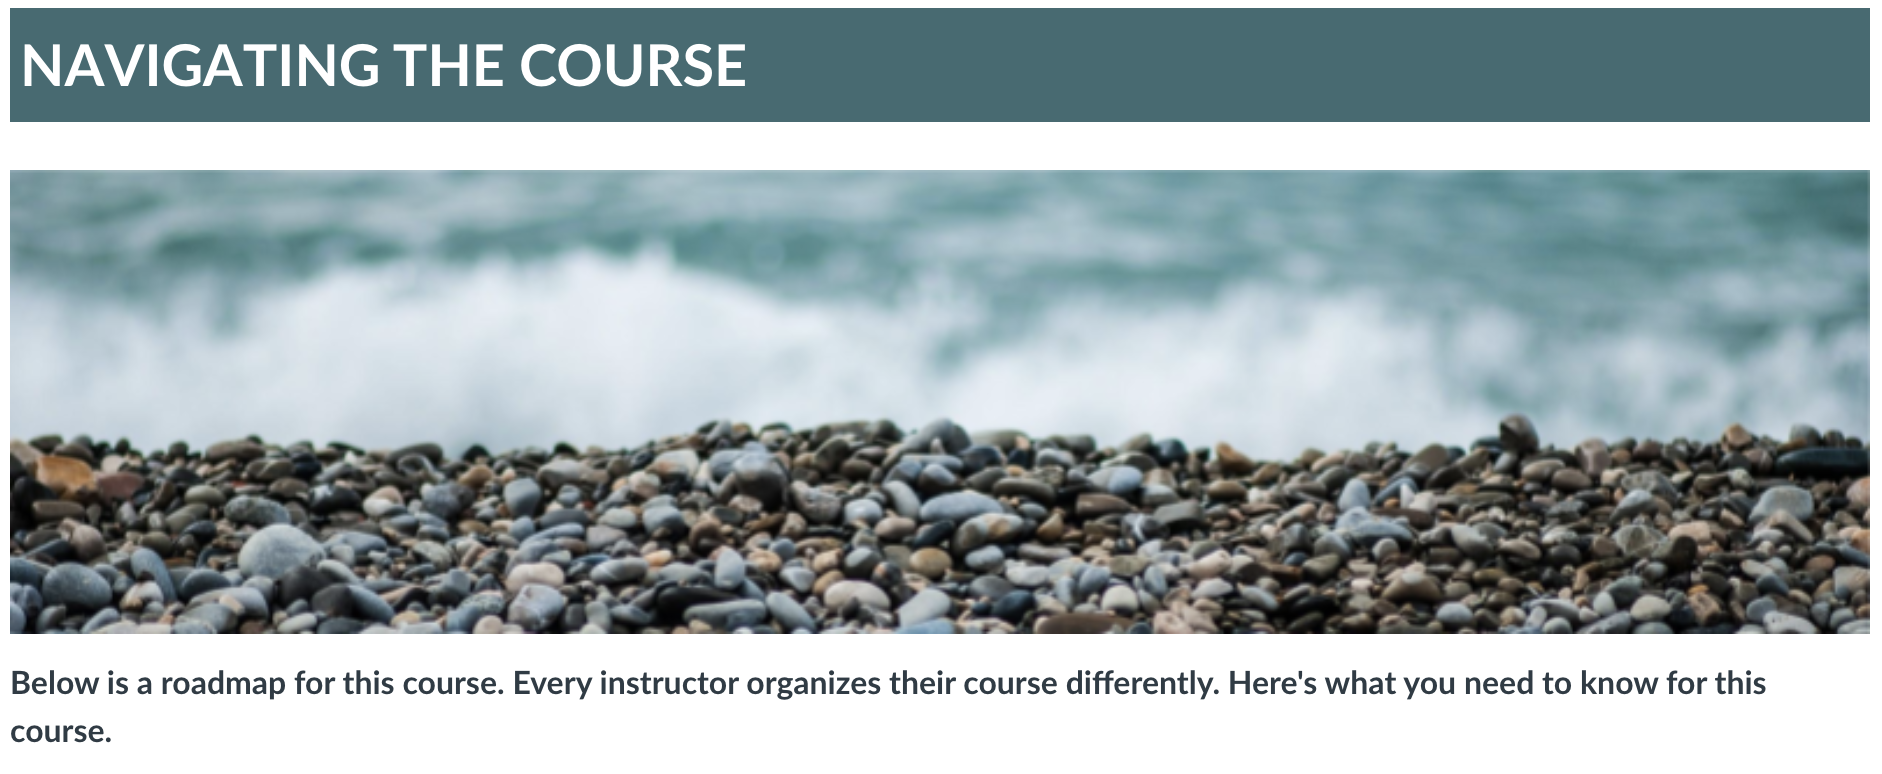 NAVIGATING THE COURSE
Below is a roadmap for this course. Every instructor organizes their course differently. Here's what you need to know for this
course.